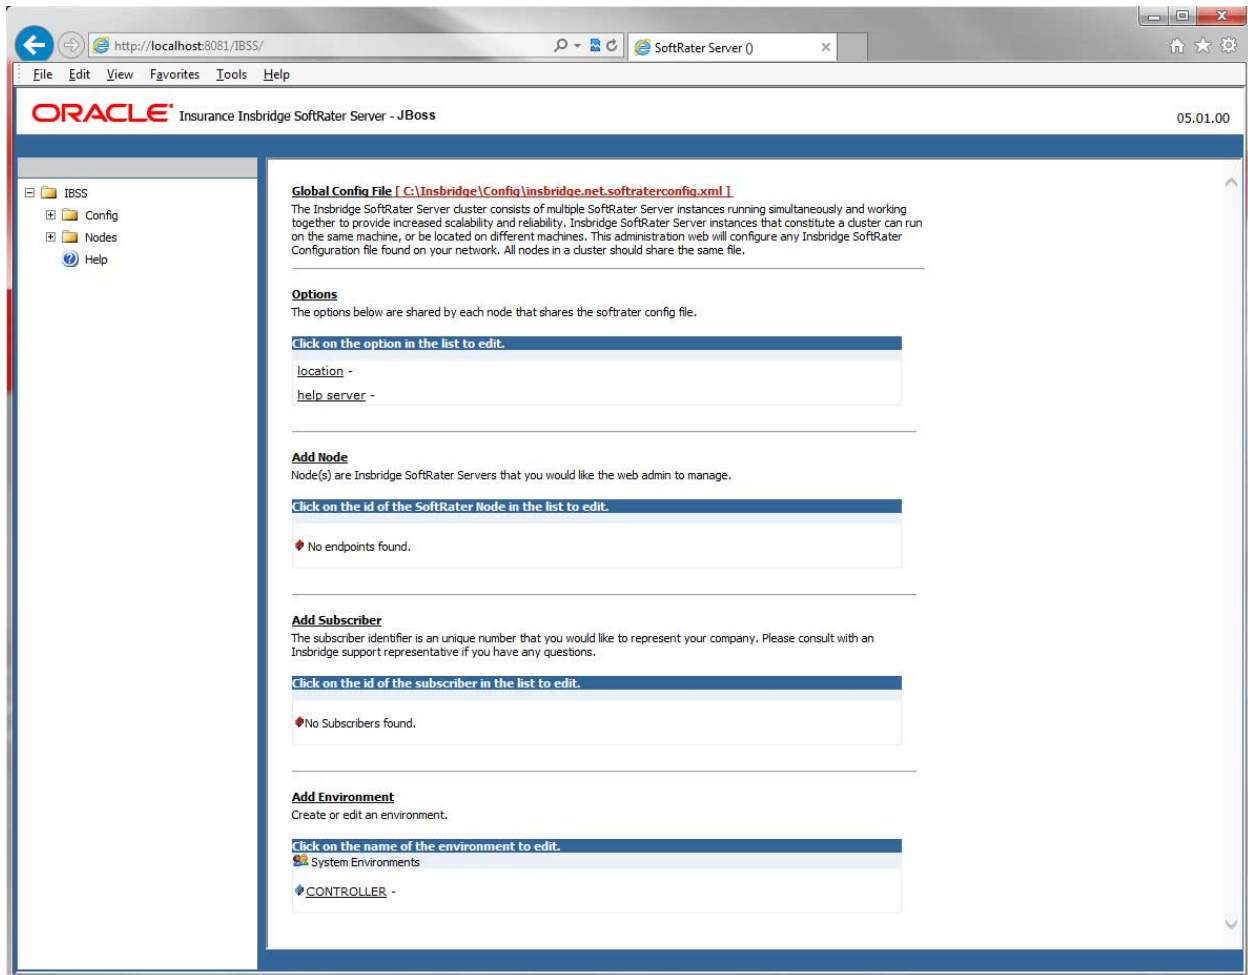 http://localhost:8081/IBSS/
SoftRater Server ()
File Edit View Favorites Tools Help
ORACLE Insurance Insbridge SoftRater Server - JBoss
05.01.00
IBSS
Config
Nodes
Help
Global Config File [ C:\Insbridge\Config\insbridge.net.softraterconfig.xml ]
The Insbridge SoftRater Server cluster consists of multiple SoftRater Server instances running simultaneously and working
together to provide increased scalability and reliability. Insbridge SoftRater Server instances that constitute a cluster can run
on the same machine, or be located on different machines. This administration web will configure any Insbridge SoftRater
Configuration file found on your network. All nodes in a cluster should share the same file.
Options
The options below are shared by each node that shares the softrater config file.
Click on the option in the list to edit.
location -
help server -
Add Node
Node(s) are Insbridge SoftRater Servers that you would like the web admin to manage.
Click on the id of the SoftRater Node in the list to edit.
No endpoints found.
Add Subscriber
The subscriber identifier is an unique number that you would like to represent your company. Please consult with an
Insbridge support representative if you have any questions.
Click on the id of the subscriber in the list to edit.
No Subscribers found.
Add Environment
Create or edit an environment.
Click on the name of the environment to edit.
System Environments
CONTROLLER -